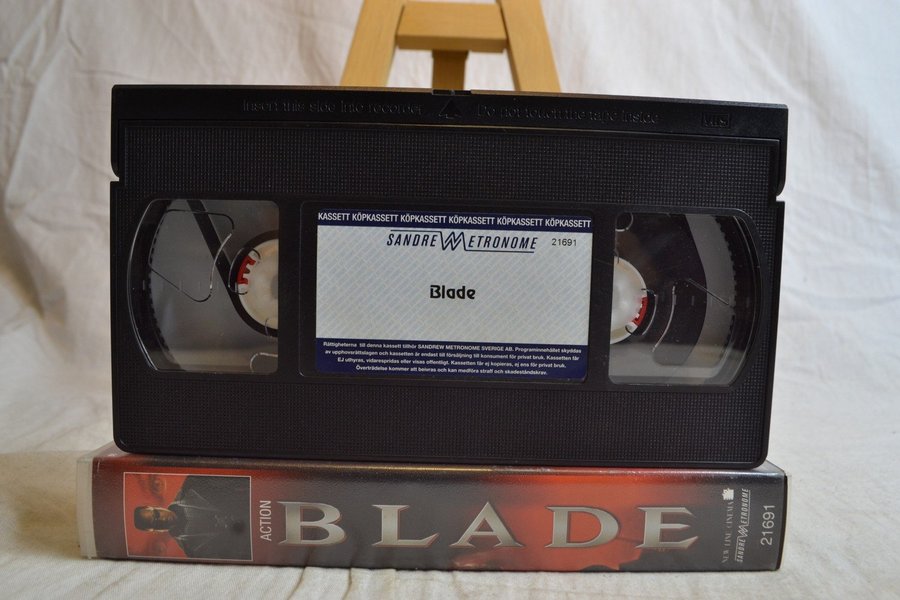 Insert this side into recorder Do not touch the tape inside VHS
KASSETT KÖPKASSETT KÖPKASSETT KÖPKASSETT KÖPKASSETT KÖPKASSETT
SANDREW METRONOME 21691
Blade
Rättigheterna till denna kassett tillhör SANDREW METRONOME SVERIGE AB. Programinnehållet skyddas
av upphovsrättslagen och kassetten är endast till försäljning till konsument för privat bruk. Kassetten får
EJ uthyras, vidarespridas eller visas offentligt. Kassetten får ej kopieras, ej ens för privat bruk.
Överträdelse kommer att beivras och kan medföra straff och skadeståndskrav.
ACTION
BLADE
NEW LINE CINEMA
SANDREW METRONOME
21691